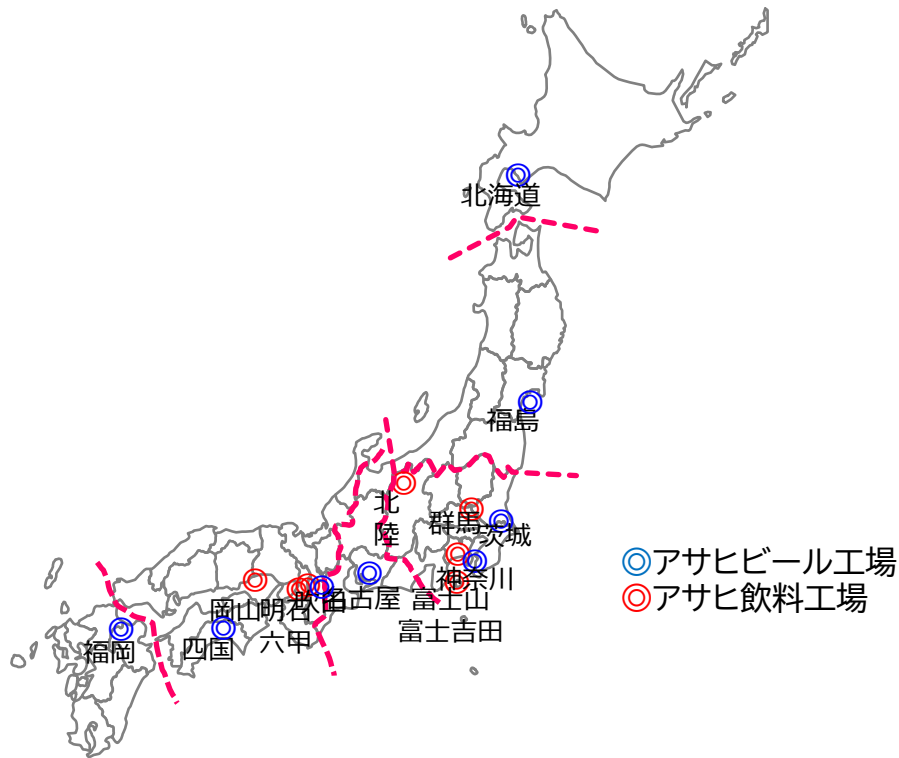 北海道
福島
北
陸
群馬
茨城
アサヒビール工場
神奈川
アサヒ飲料工場
岡山
明石
吹田
名古屋
富士山
富士吉田
六甲
四国
福岡